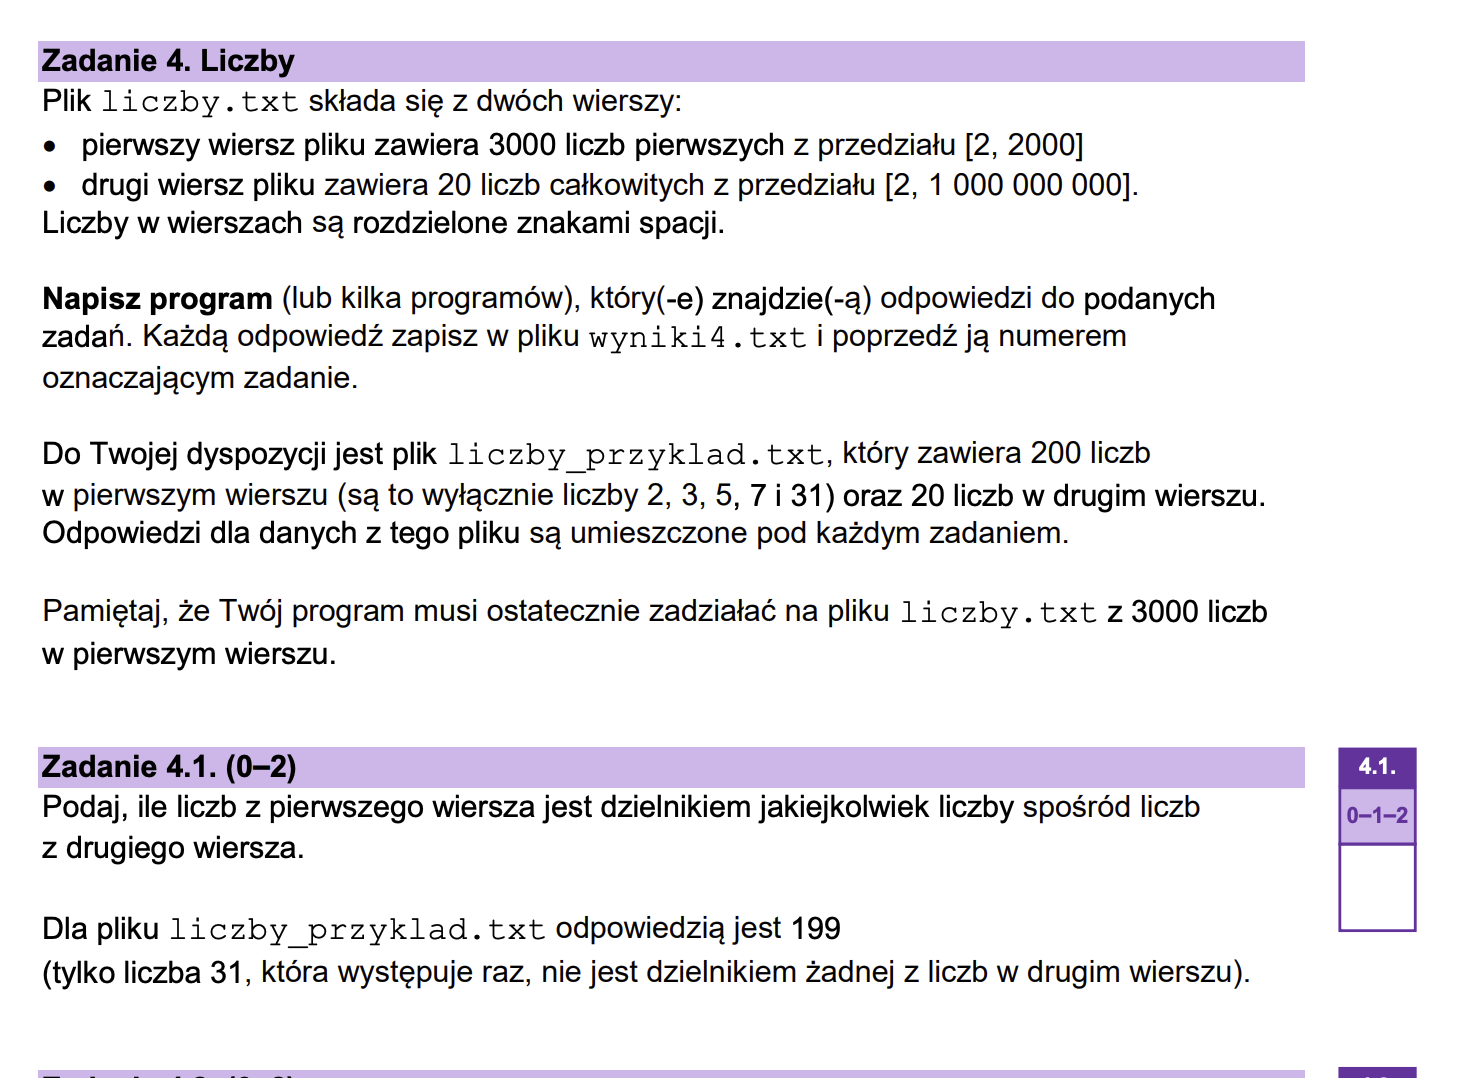 Zadanie 4. Liczby
Plik liczby.txt składa się z dwóch wierszy:
• pierwszy wiersz pliku zawiera 3000 liczb pierwszych z przedziału [2, 2000]
• drugi wiersz pliku zawiera 20 liczb całkowitych z przedziału [2, 1 000 000 000].
Liczby w wierszach są rozdzielone znakami spacji.
Napisz program (lub kilka programów), który(-e) znajdzie(-ą) odpowiedzi do podanych
zadań. Każdą odpowiedź zapisz w pliku wyniki4.txt i poprzedź ją numerem
oznaczającym zadanie.
Do Twojej dyspozycji jest plik liczby_przyklad.txt, który zawiera 200 liczb
w pierwszym wierszu (są to wyłącznie liczby 2, 3, 5, 7 i 31) oraz 20 liczb w drugim wierszu.
Odpowiedzi dla danych z tego pliku są umieszczone pod każdym zadaniem.
Pamiętaj, że Twój program musi ostatecznie zadziałać na pliku liczby.txt z 3000 liczb
w pierwszym wierszu.
Zadanie 4.1. (0–2)
4.1.
Podaj, ile liczb z pierwszego wiersza jest dzielnikiem jakiejkolwiek liczby spośród liczb
0–1–2
z drugiego wiersza.
Dla pliku liczby_przyklad.txt odpowiedzią jest 199
(tylko liczba 31, która występuje raz, nie jest dzielnikiem żadnej z liczb w drugim wierszu).